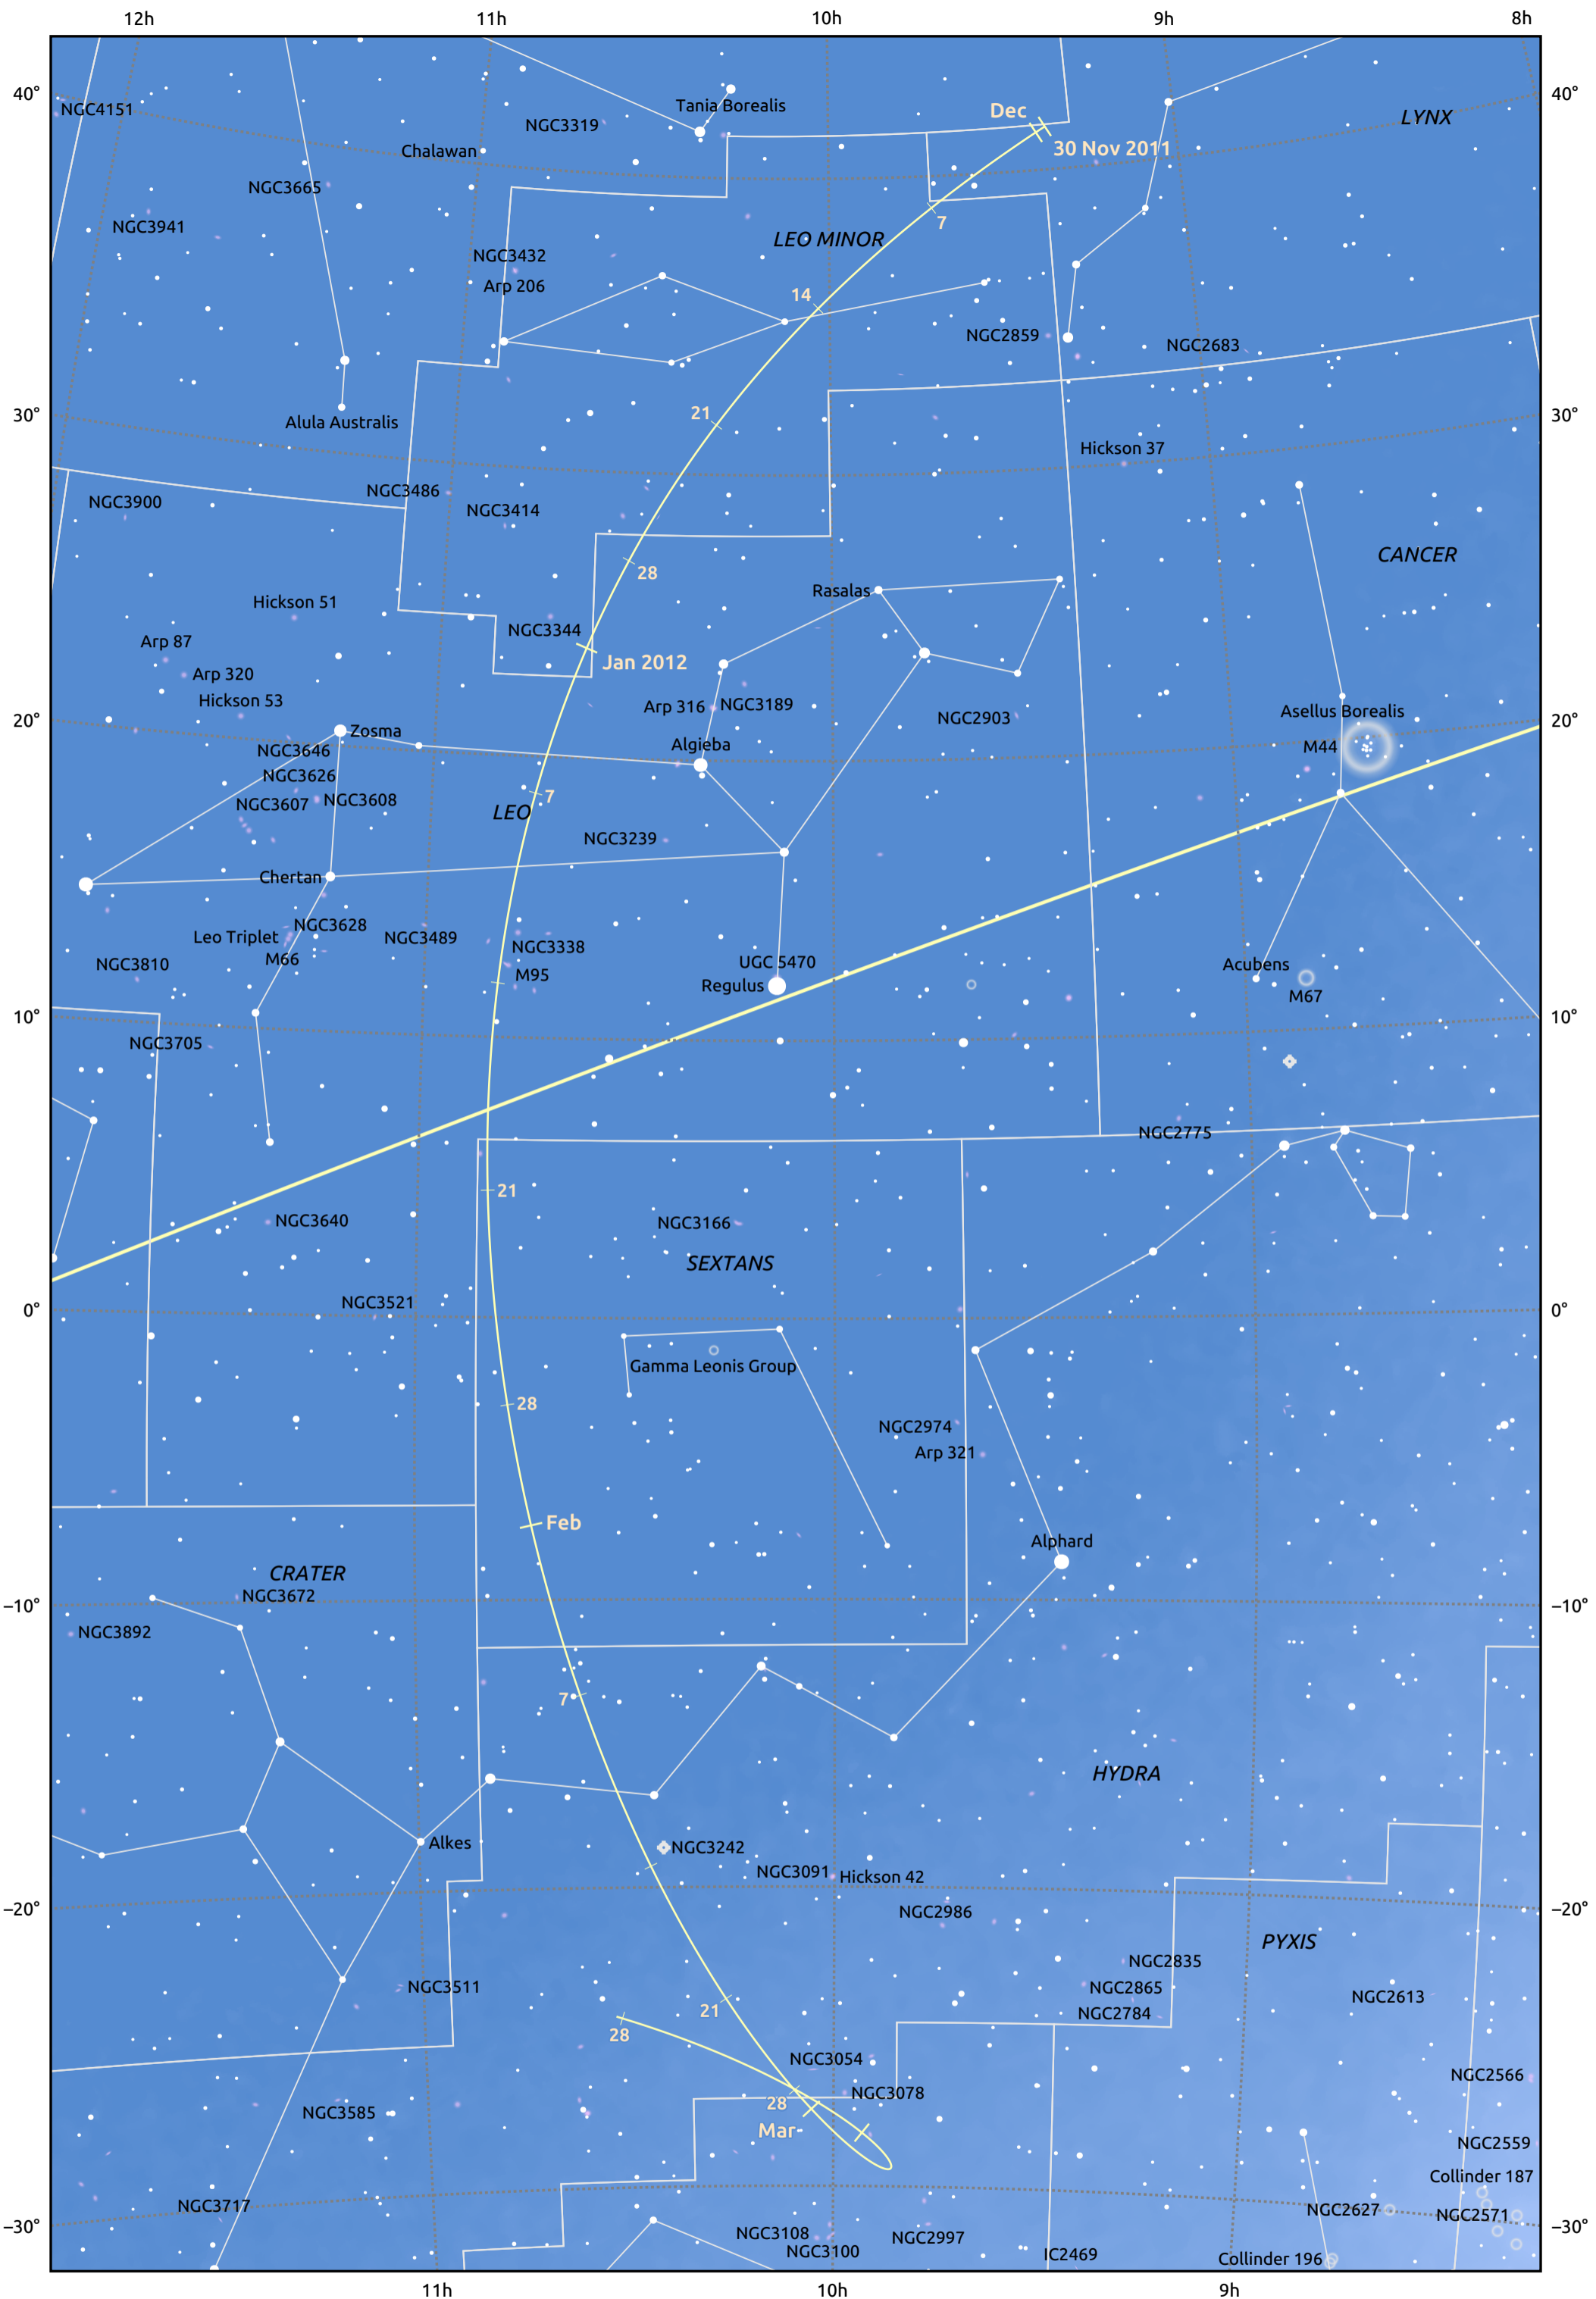 12h 11h 10h 9h 8h
40° 40°
Tania Borealis
Dec
NGC4151
LYNX
NGC3319
30 Nov 2011
Chalawan
NGC3665
7
NGC3941
LEO MINOR
NGC3432
Arp 206
14
NGC2859
NGC2683
30° 30°
21
Alula Australis
Hickson 37
NGC3486
NGC3900
NGC3414
CANCER
28
Rasalas
Hickson 51
NGC3344
Arp 87
Jan 2012
Arp 320
Hickson 53
Arp 316
NGC3189
Asellus Borealis
20° 20°
NGC2903
Zosma
Algieba
NGC3646
M44
NGC3626
7
NGC3608
NGC3607
LEO
NGC3239
Chertan
NGC3628
Leo Triplet
NGC3489
NGC3338
M66
UGC 5470
NGC3810
Acubens
M95
Regulus
M67
10° 10°
NGC3705
NGC2775
21
NGC3640
NGC3166
SEXTANS
NGC3521
0° 0°
Gamma Leonis Group
28
NGC2974
Arp 321
Feb
Alphard
CRATER
NGC3672
−10° −10°
NGC3892
7
HYDRA
Alkes
NGC3242
NGC3091
Hickson 42
−20° −20°
NGC2986
PYXIS
NGC2835
NGC3511
NGC2865
NGC2613
21
NGC2784
28
NGC3054
NGC2566
NGC3078
28
NGC3585
Mar
NGC2559
Collinder 187
NGC3717
NGC2627
NGC2571
−30° −30°
NGC3108
NGC2997
NGC3100
IC2469
Collinder 196
11h 10h 9h